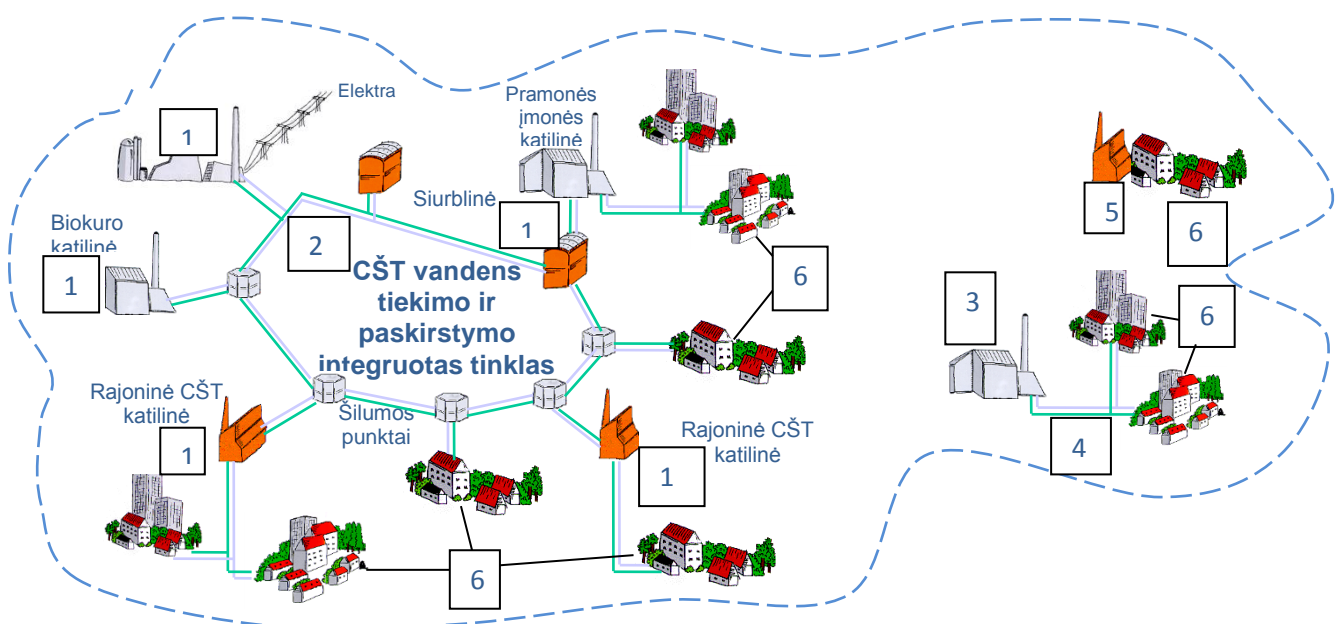 Elektra
1
Pramonės
įmonės
katilinė
Siurblinė
1
5
6
Biokuro
katilinė
1
2
CŠT vandens
tiekimo ir
paskirstymo
integruotas tinklas
6
3
6
Rajoninė CŠT
katilinė
1
Šilumos
punktai
Rajoninė CŠT
katilinė
1
4
6